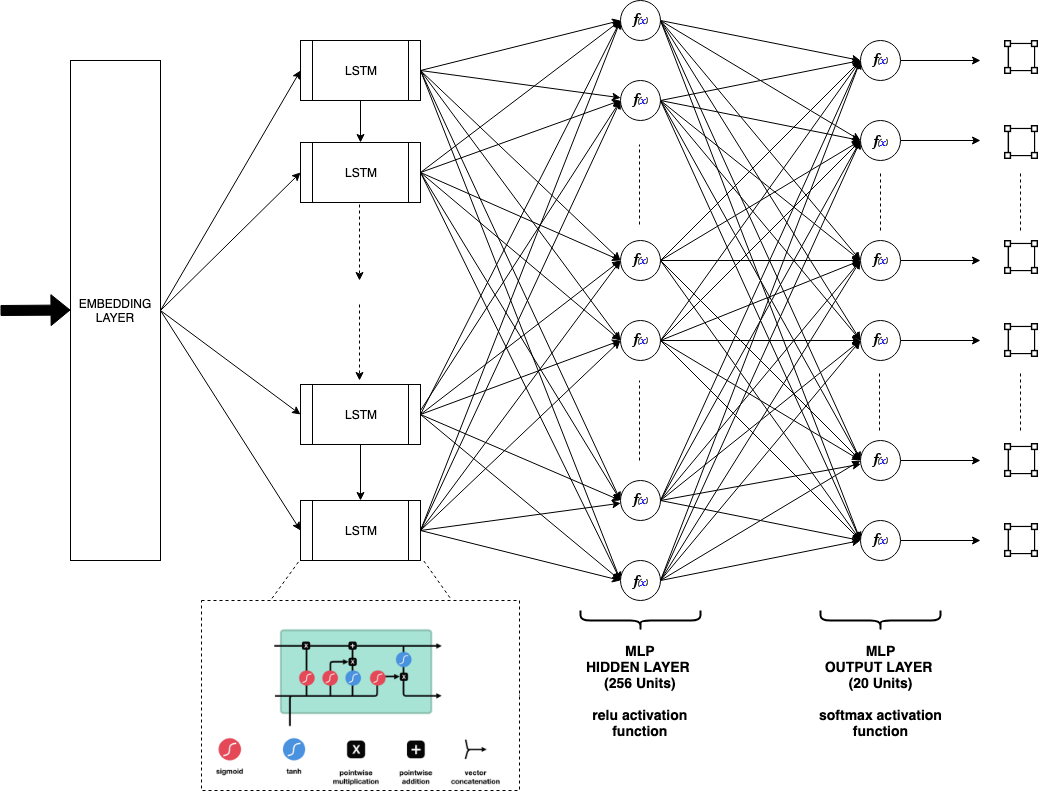 f(x)
LSTM
f(x)
f(x)
f(x)
LSTM
f(x)
f(x)
EMBEDDING
LAYER
f(x)
f(x)
LSTM
f(x)
f(x)
LSTM
f(x)
f(x)
MLP
HIDDEN LAYER
(256 Units)
relu activation
function
MLP
OUTPUT LAYER
(20 Units)
softmax activation
function
X
+
X
X
X
+
sigmoid
tanh
pointwise
multiplication
pointwise
addition
vector
concatenation